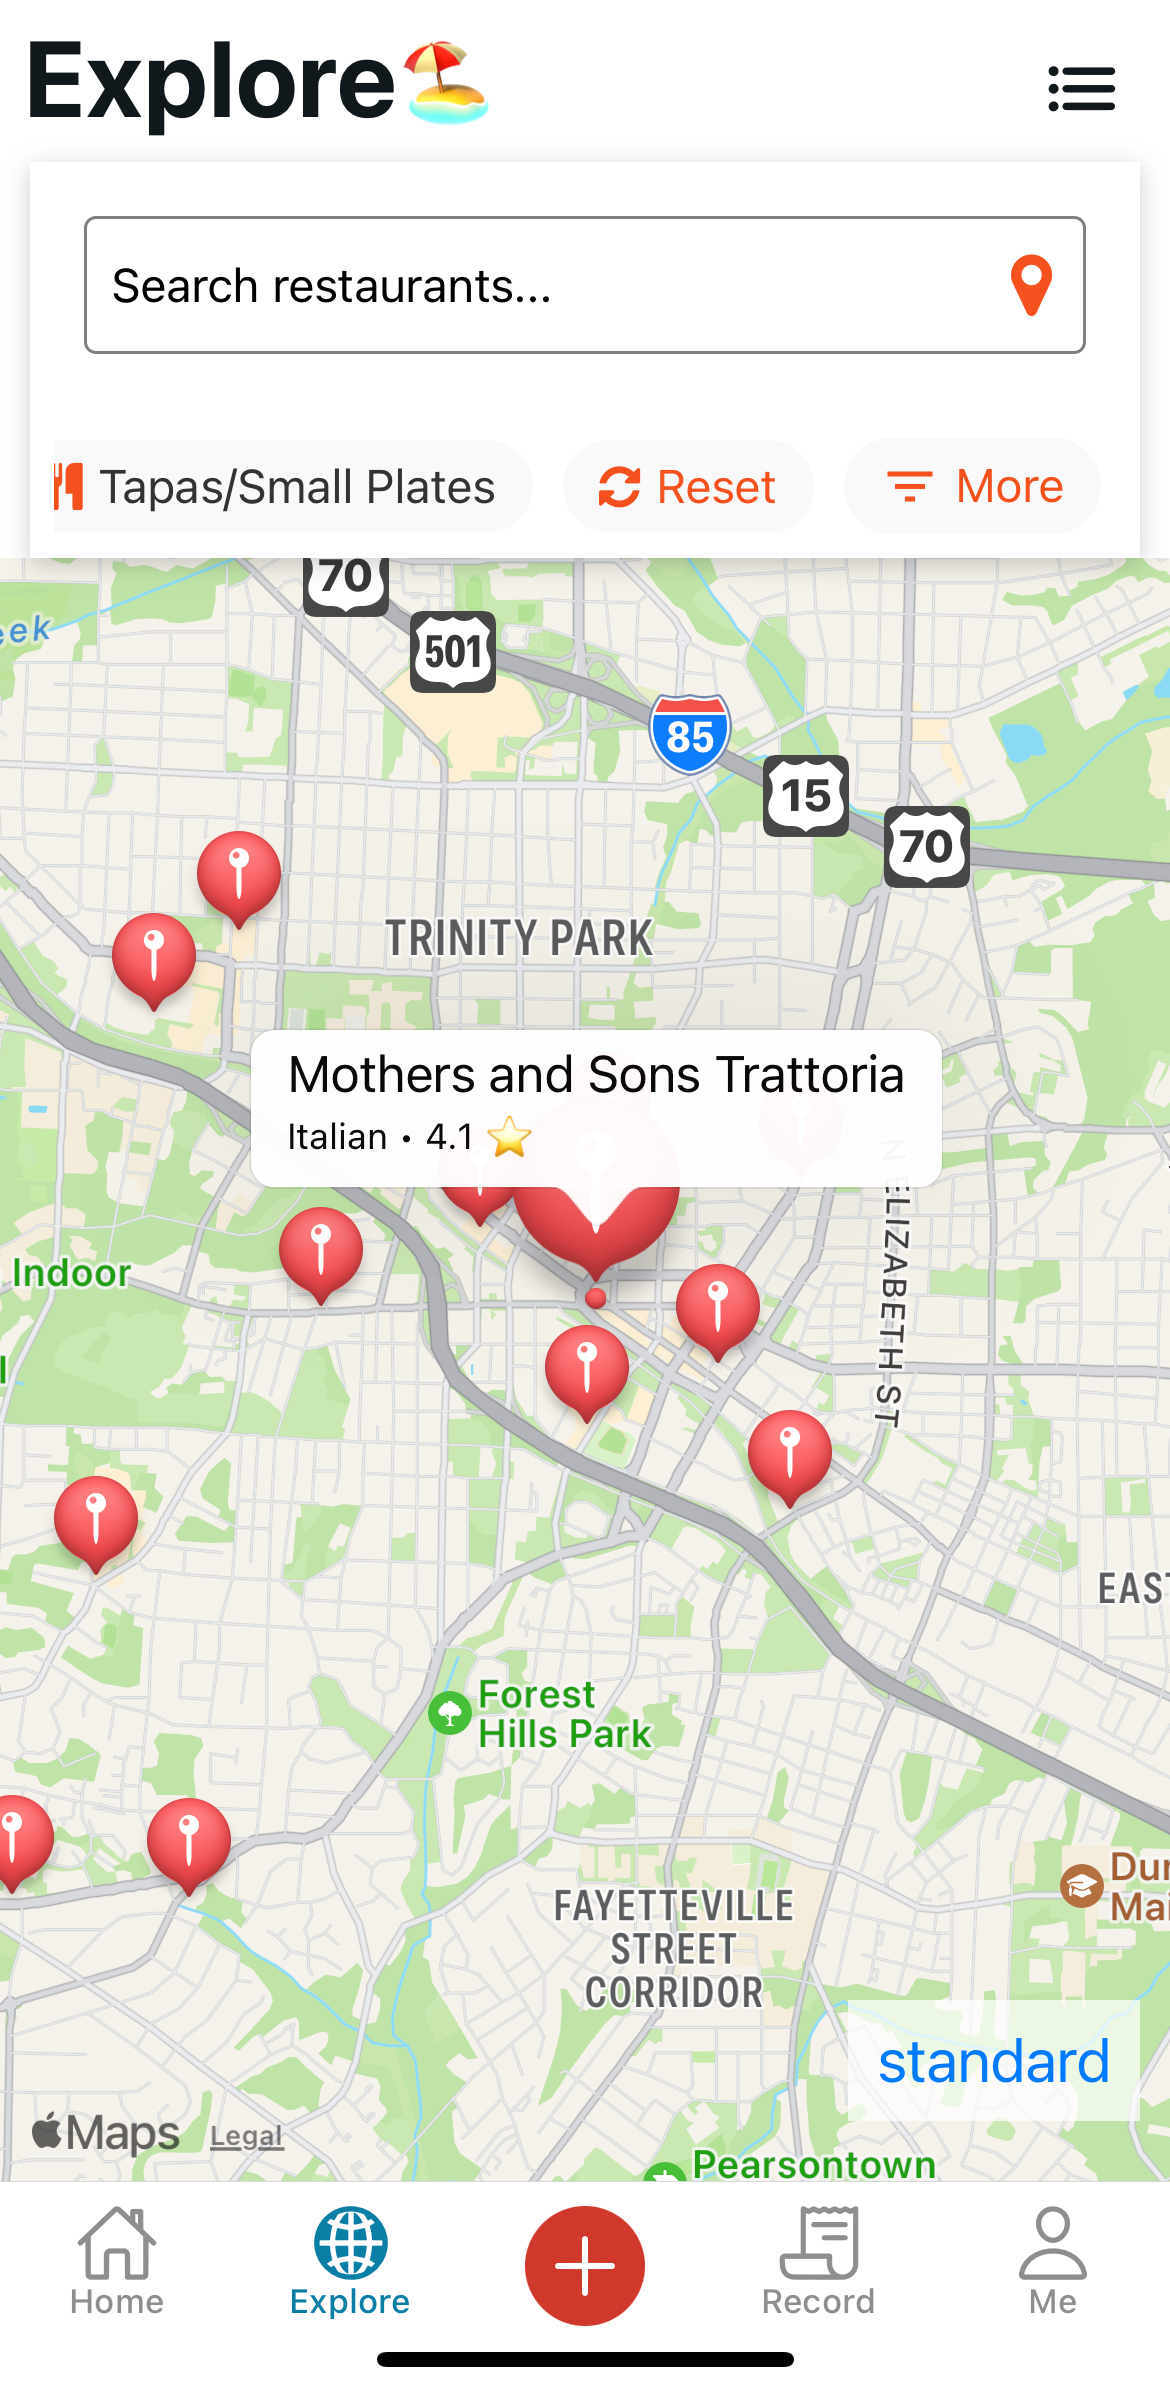 Explore
Search restaurants...
Tapas/Small Plates
Reset
More
70
eek
501
85
15
70
TRINITY PARK
Mothers and Sons Trattoria
Italian • 4.1
N ELIZABETH ST
Indoor
EAST
Forest
Hills Park
FAYETTEVILLE
STREET
CORRIDOR
Dur
Mai
standard
Maps
Legal
Pearsontown
Home
Explore
Record
Me